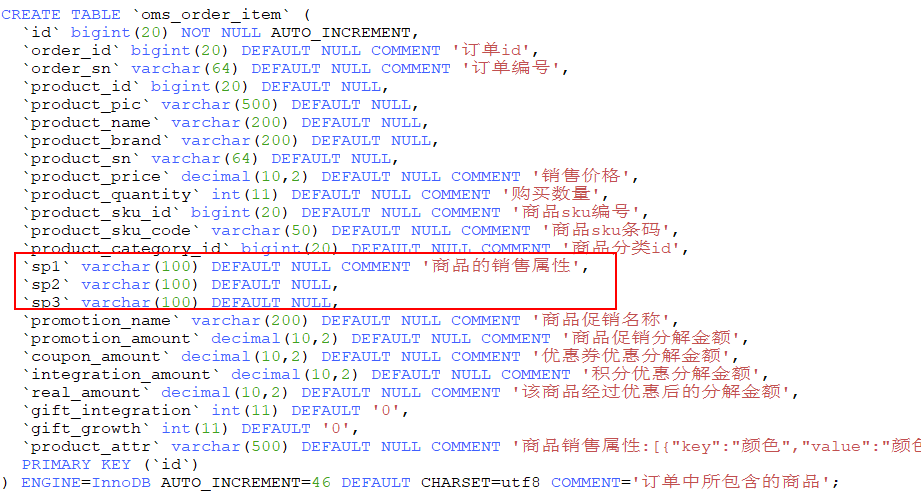 CREATE TABLE `oms_order_item` (
`id` bigint(20) NOT NULL AUTO_INCREMENT,
`order_id` bigint(20) DEFAULT NULL COMMENT '订单id',
`order_sn` varchar(64) DEFAULT NULL COMMENT '订单编号',
`product_id` bigint(20) DEFAULT NULL,
`product_pic` varchar(500) DEFAULT NULL,
`product_name` varchar(200) DEFAULT NULL,
`product_brand` varchar(200) DEFAULT NULL,
`product_sn` varchar(64) DEFAULT NULL,
`product_price` decimal(10,2) DEFAULT NULL COMMENT '销售价格',
`product_quantity` int(11) DEFAULT NULL COMMENT '购买数量',
`product_sku_id` bigint(20) DEFAULT NULL COMMENT '商品sku编号',
`product_sku_code` varchar(50) DEFAULT NULL COMMENT '商品sku条码',
`product_category_id` bigint(20) DEFAULT NULL COMMENT '商品分类id',
`sp1` varchar(100) DEFAULT NULL COMMENT '商品的销售属性',
`sp2` varchar(100) DEFAULT NULL,
`sp3` varchar(100) DEFAULT NULL,
`promotion_name` varchar(200) DEFAULT NULL COMMENT '商品促销名称',
`promotion_amount` decimal(10,2) DEFAULT NULL COMMENT '商品促销分解金额',
`coupon_amount` decimal(10,2) DEFAULT NULL COMMENT '优惠券优惠分解金额',
`integration_amount` decimal(10,2) DEFAULT NULL COMMENT '积分优惠分解金额',
`real_amount` decimal(10,2) DEFAULT NULL COMMENT '该商品经过优惠后的分解金额',
`gift_integration` int(11) DEFAULT '0',
`gift_growth` int(11) DEFAULT '0',
`product_attr` varchar(500) DEFAULT NULL COMMENT '商品销售属性:[{"key":"颜色","value":"颜色
PRIMARY KEY (`id`)
) ENGINE=InnoDB AUTO_INCREMENT=46 DEFAULT CHARSET=utf8 COMMENT='订单中所包含的商品';